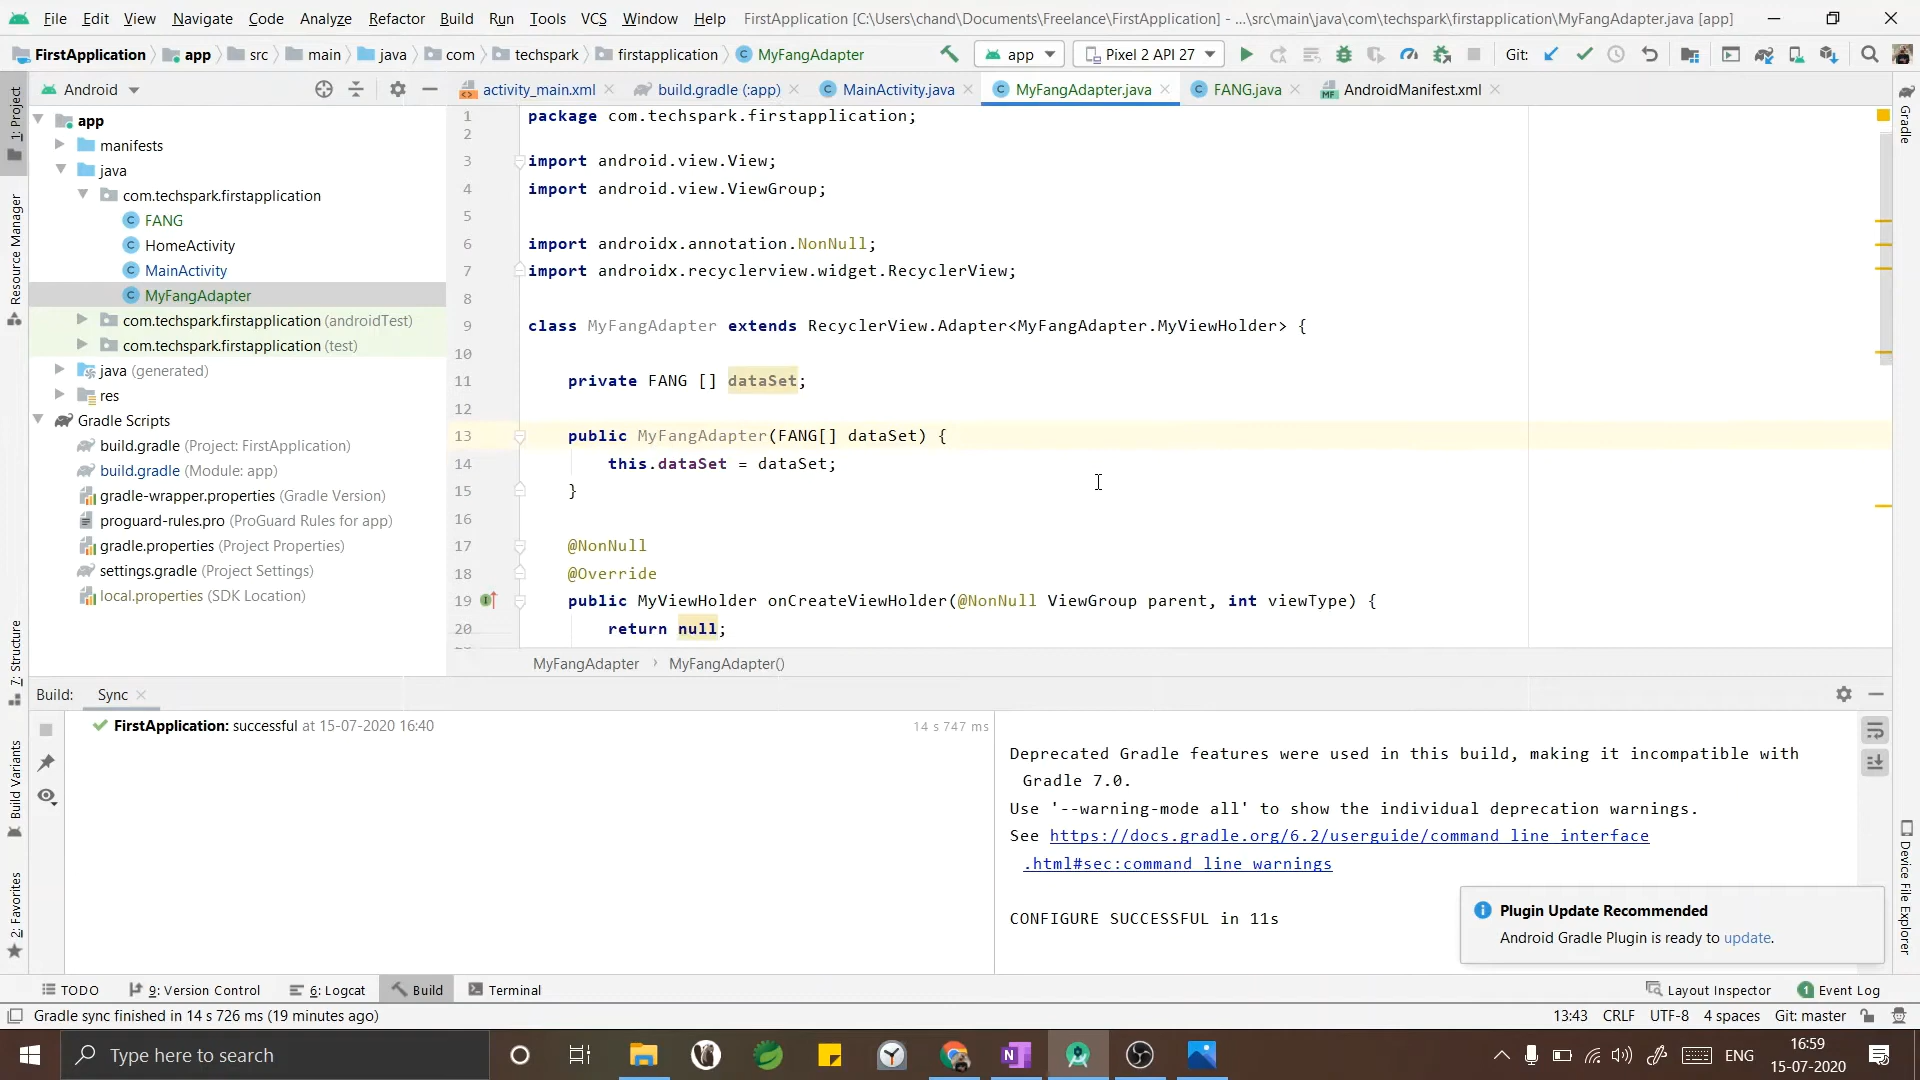 File Edit View Navigate Code Analyze Refactor Build Run Tools VCS Window Help FirstApplication [C:\Users\chand\Documents\Freelance\FirstApplication] - ...\src\main\java\com\techspark\firstapplication\MyFangAdapter.java [app]
FirstApplication app src main java com techspark firstapplication MyFangAdapter app Pixel 2 API 27 Git:
Android
activity_main.xml build.gradle (:app) MainActivity.java MyFangAdapter.java FANG.java AndroidManifest.xml
1: Project
Resource Manager
7: Structure
Build Variants
2: Favorites
app
manifests
java
com.techspark.firstapplication
FANG
HomeActivity
MainActivity
MyFangAdapter
com.techspark.firstapplication (androidTest)
com.techspark.firstapplication (test)
java (generated)
res
Gradle Scripts
build.gradle (Project: FirstApplication)
build.gradle (Module: app)
gradle-wrapper.properties (Gradle Version)
proguard-rules.pro (ProGuard Rules for app)
gradle.properties (Project Properties)
settings.gradle (Project Settings)
local.properties (SDK Location)
1 package com.techspark.firstapplication;
2
3 import android.view.View;
4 import android.view.ViewGroup;
5
6 import androidx.annotation.NonNull;
7 import androidx.recyclerview.widget.RecyclerView;
8
9 class MyFangAdapter extends RecyclerView.Adapter<MyFangAdapter.MyViewHolder> {
10
11 private FANG [] dataSet;
12
13 public MyFangAdapter(FANG[] dataSet) {
14 this.dataSet = dataSet;
15 }
16
17 @NonNull
18 @Override
19 public MyViewHolder onCreateViewHolder(@NonNull ViewGroup parent, int viewType) {
20 return null;
MyFangAdapter MyFangAdapter()
Gradle
Device File Explorer
Build: Sync
FirstApplication: successful at 15-07-2020 16:40 14 s 747 ms
Deprecated Gradle features were used in this build, making it incompatible with
Gradle 7.0.
Use '--warning-mode all' to show the individual deprecation warnings.
See https://docs.gradle.org/6.2/userguide/command_line_interface
.html#sec:command_line_warnings
CONFIGURE SUCCESSFUL in 11s
Plugin Update Recommended
Android Gradle Plugin is ready to update.
TODO 9: Version Control 6: Logcat Build Terminal Layout Inspector 1 Event Log
Gradle sync finished in 14 s 726 ms (19 minutes ago) 13:43 CRLF UTF-8 4 spaces Git: master
Type here to search
ENG
16:59
15-07-2020